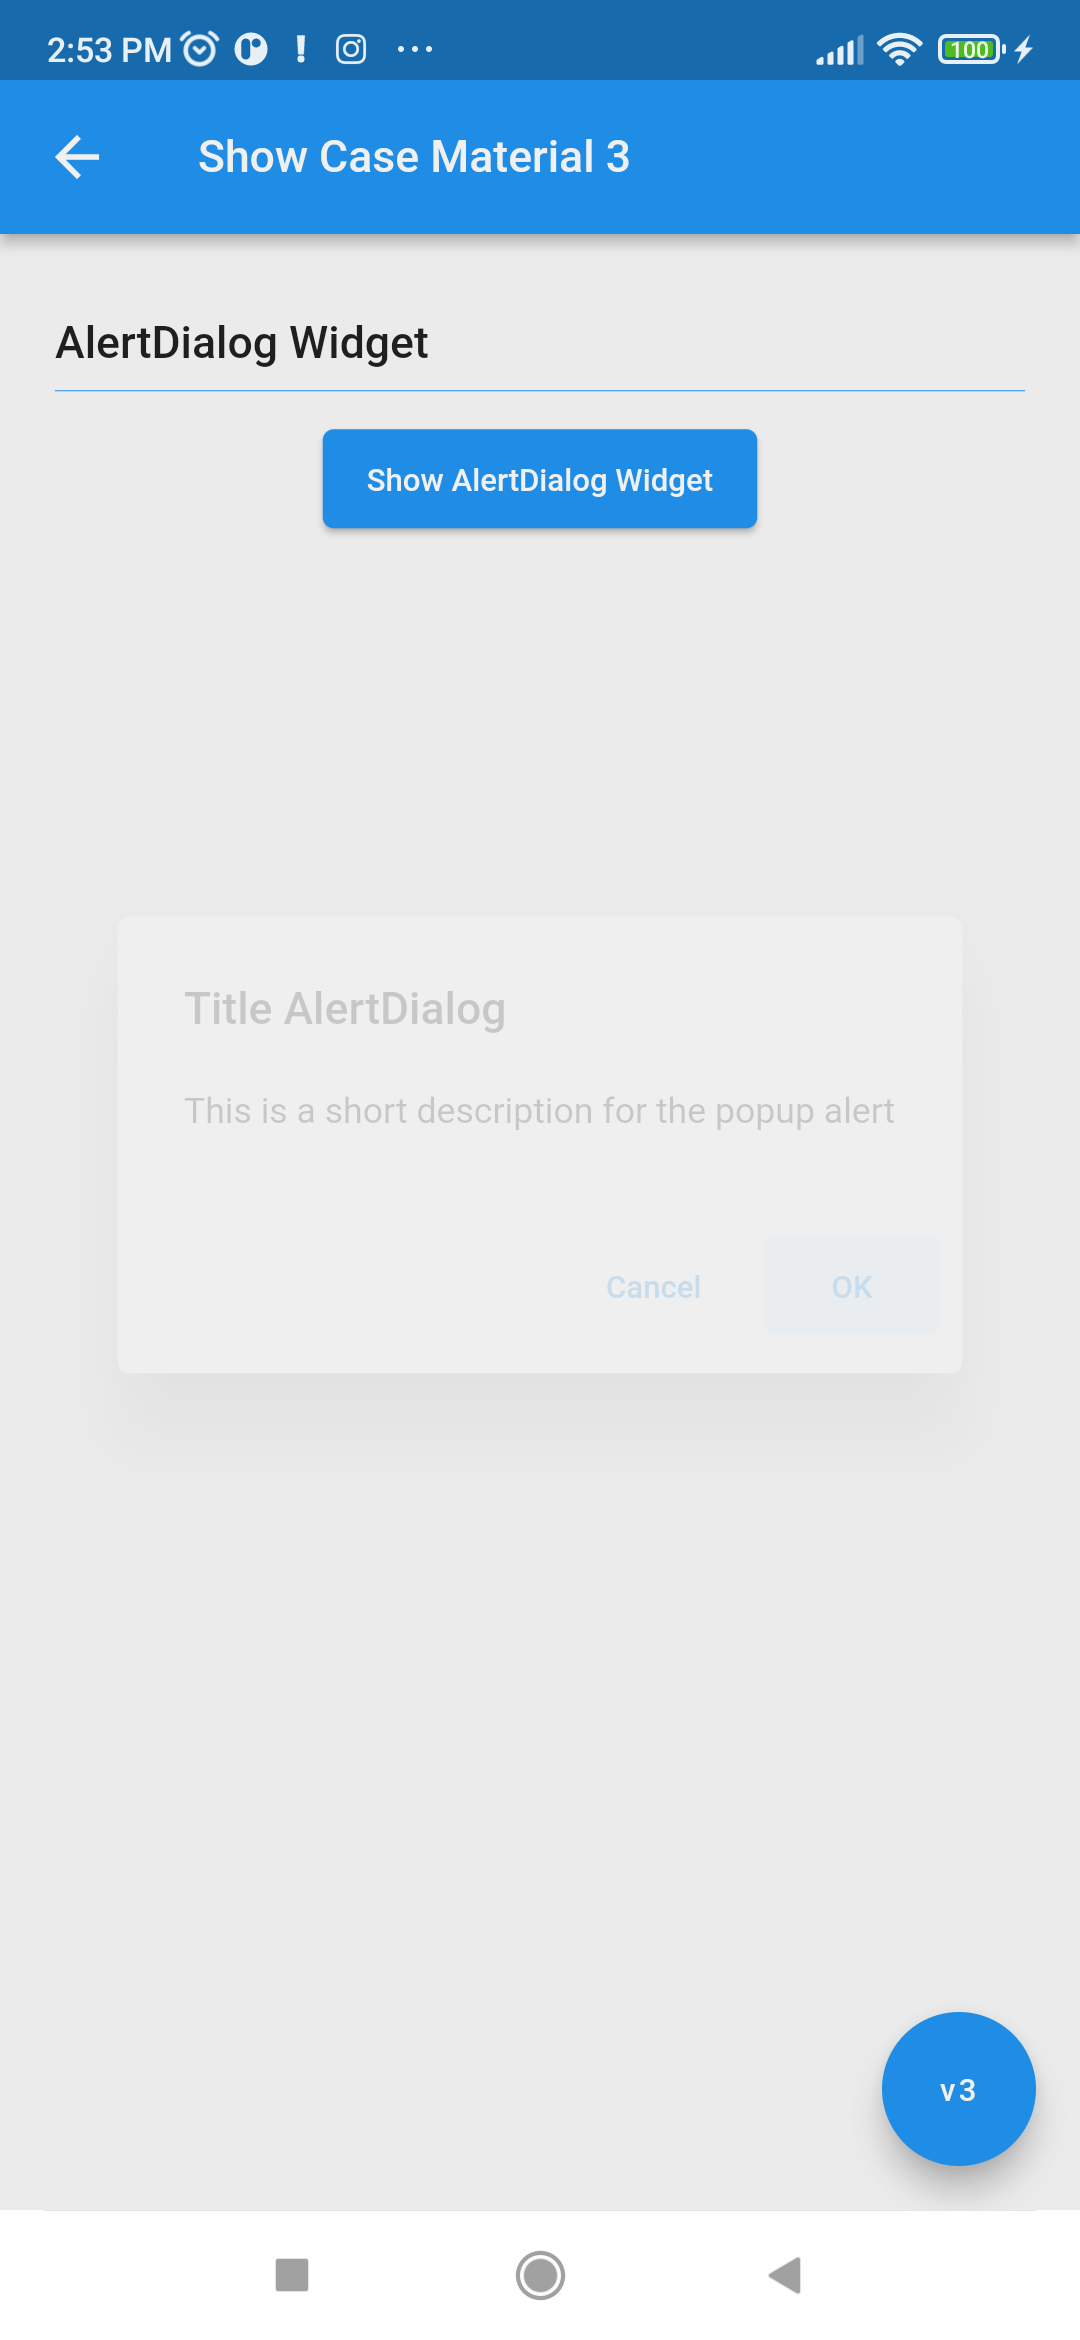 2:53 PM
100
Show Case Material 3
AlertDialog Widget
Show AlertDialog Widget
Title AlertDialog
This is a short description for the popup alert
Cancel
OK
v3